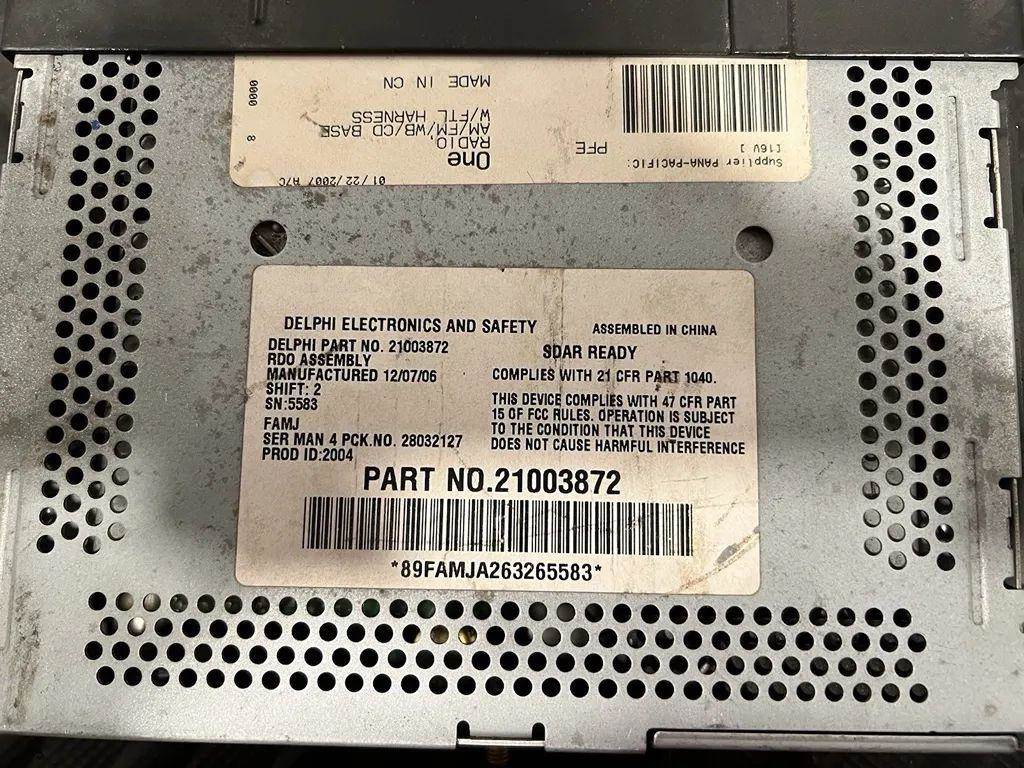 Supplier PANA-PACIFIC:
[16V ]
PFE
One
RADIO,
AM/FM/WB/CD BASE
W/FTL HARNESS
MADE IN CN
01/22/2007 A7C
8 0000
DELPHI ELECTRONICS AND SAFETY
ASSEMBLED IN CHINA
DELPHI PART NO. 21003872
RDO ASSEMBLY
MANUFACTURED 12/07/06
SHIFT: 2
SN:5583
FAMJ
SER MAN 4 PCK.NO. 28032127
PROD ID:2004
SDAR READY
COMPLIES WITH 21 CFR PART 1040.
THIS DEVICE COMPLIES WITH 47 CFR PART
15 OF FCC RULES. OPERATION IS SUBJECT
TO THE CONDITION THAT THIS DEVICE
DOES NOT CAUSE HARMFUL INTERFERENCE
PART NO.21003872
*89FAMJA263265583*